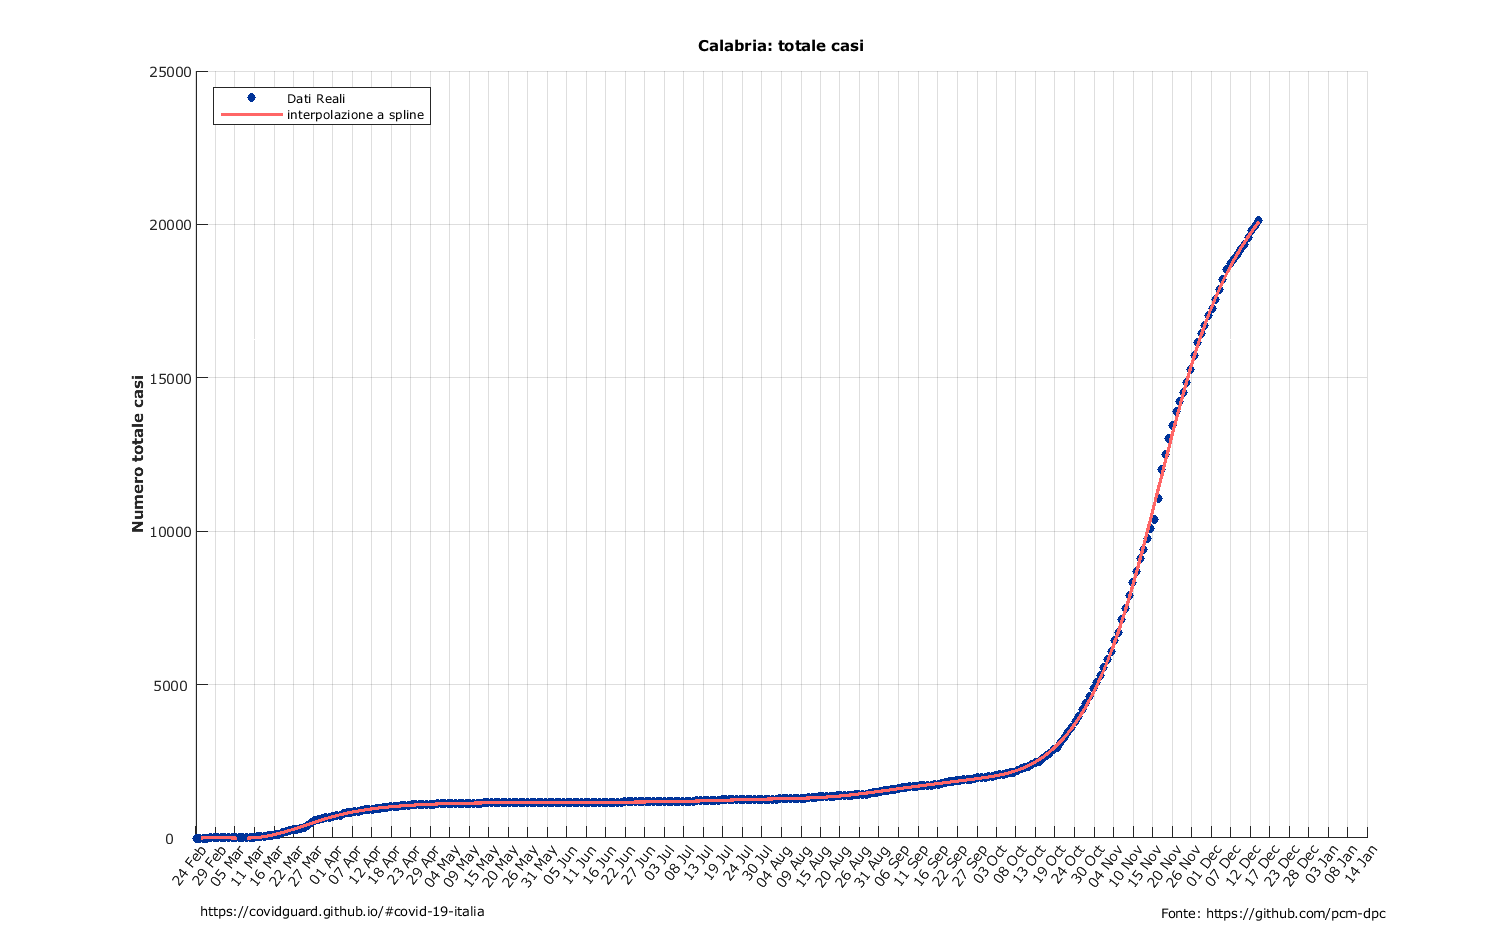 Calabria: totale casi
25000
20000
15000
10000
5000
0
Numero totale casi
Dati Reali
interpolazione a spline
24 Feb
29 Feb
05 Mar
11 Mar
16 Mar
22 Mar
27 Mar
01 Apr
07 Apr
12 Apr
18 Apr
23 Apr
29 Apr
04 May
09 May
15 May
20 May
26 May
31 May
05 Jun
11 Jun
16 Jun
22 Jun
27 Jun
03 Jul
08 Jul
13 Jul
19 Jul
24 Jul
30 Jul
04 Aug
09 Aug
15 Aug
20 Aug
26 Aug
31 Aug
06 Sep
11 Sep
16 Sep
22 Sep
27 Sep
03 Oct
08 Oct
13 Oct
19 Oct
24 Oct
30 Oct
04 Nov
10 Nov
15 Nov
20 Nov
26 Nov
01 Dec
07 Dec
12 Dec
17 Dec
23 Dec
28 Dec
03 Jan
08 Jan
14 Jan
https://covidguard.github.io/#covid-19-italia
Fonte: https://github.com/pcm-dpc